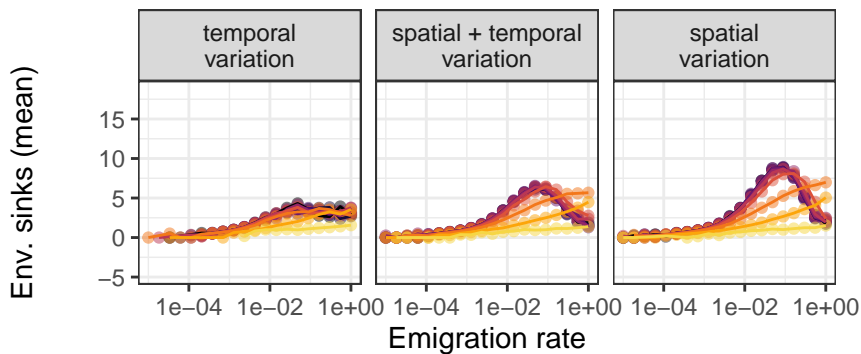 temporal
variation
spatial + temporal
variation
spatial
variation
Env. sinks (mean)
15
10
5
0
−5
1e−04 1e−02 1e+00
1e−04 1e−02 1e+00
1e−04 1e−02 1e+00
Emigration rate